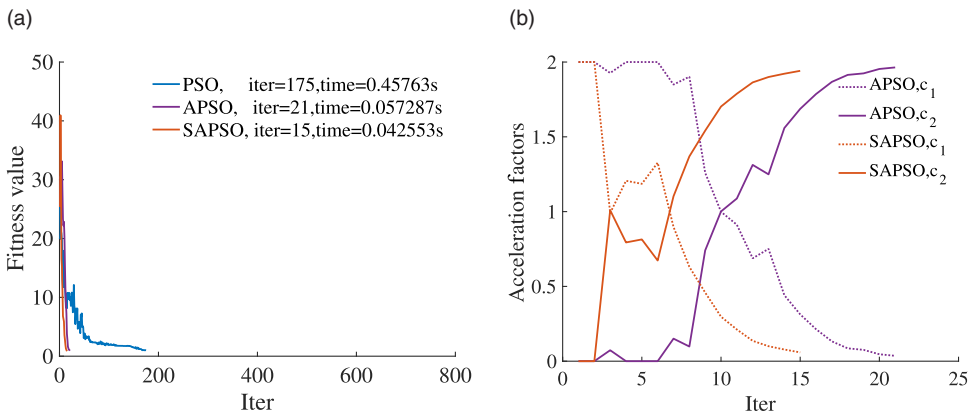 (a)
50
40
30
20
10
0
Fitness value
PSO, iter=175,time=0.45763s
APSO, iter=21,time=0.057287s
SAPSO, iter=15,time=0.042553s
0 200 400 600 800
Iter
(b)
2
1.5
1
0.5
0
Acceleration factors
APSO,c1
APSO,c2
SAPSO,c1
SAPSO,c2
0 5 10 15 20 25
Iter